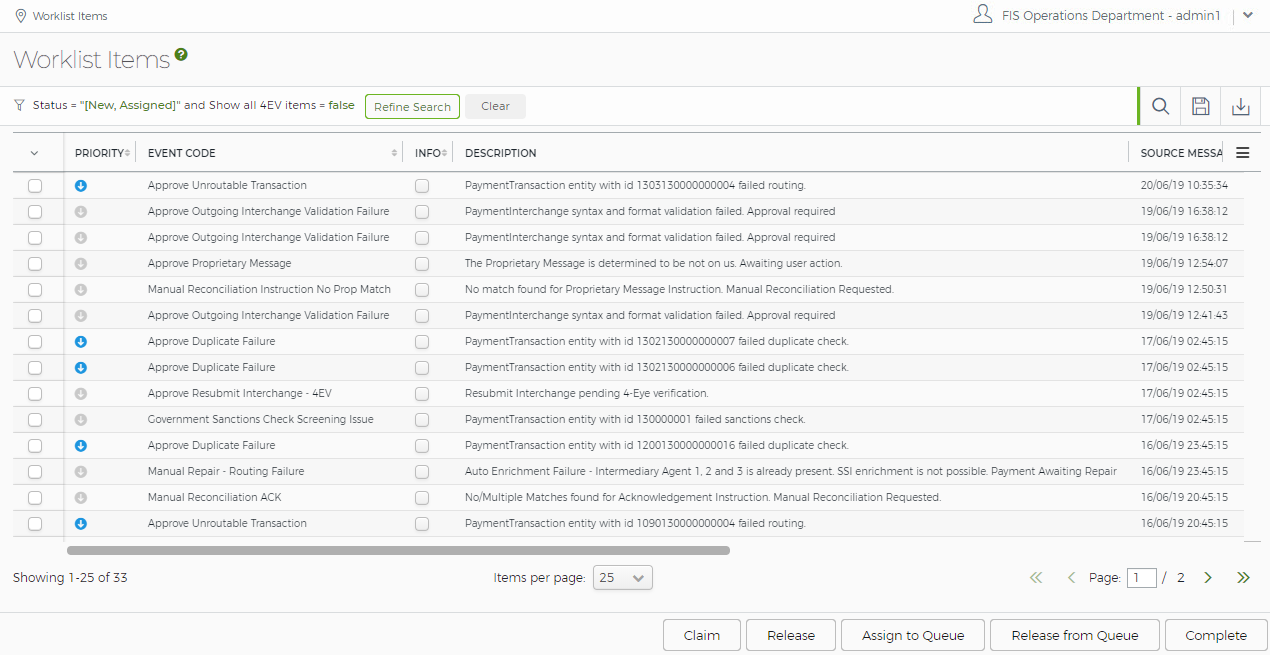 Worklist Items
FIS Operations Department - admin1
Worklist Items ?
Status = "[New, Assigned]" and Show all 4EV items = false Refine Search Clear
PRIORITY EVENT CODE INFO DESCRIPTION SOURCE MESSA
Approve Unroutable Transaction PaymentTransaction entity with id 1303130000000004 failed routing. 20/06/19 10:35:34
Approve Outgoing Interchange Validation Failure PaymentInterchange syntax and format validation failed. Approval required 19/06/19 16:38:12
Approve Outgoing Interchange Validation Failure PaymentInterchange syntax and format validation failed. Approval required 19/06/19 16:38:12
Approve Proprietary Message The Proprietary Message is determined to be not on us. Awaiting user action. 19/06/19 12:54:07
Manual Reconciliation Instruction No Prop Match No match found for Proprietary Message Instruction. Manual Reconciliation Requested. 19/06/19 12:50:31
Approve Outgoing Interchange Validation Failure PaymentInterchange syntax and format validation failed. Approval required 19/06/19 12:41:43
Approve Duplicate Failure PaymentTransaction entity with id 1302130000000007 failed duplicate check. 17/06/19 02:45:15
Approve Duplicate Failure PaymentTransaction entity with id 1302130000000006 failed duplicate check. 17/06/19 02:45:15
Approve Resubmit Interchange - 4EV Resubmit Interchange pending 4-Eye verification. 17/06/19 02:45:15
Government Sanctions Check Screening Issue PaymentTransaction entity with id 130000001 failed sanctions check. 17/06/19 02:45:15
Approve Duplicate Failure PaymentTransaction entity with id 1200130000000016 failed duplicate check. 16/06/19 23:45:15
Manual Repair - Routing Failure Auto Enrichment Failure - Intermediary Agent 1, 2 and 3 is already present. SSI enrichment is not possible. Payment Awaiting Repair 16/06/19 23:45:15
Manual Reconciliation ACK No/Multiple Matches found for Acknowledgement Instruction. Manual Reconciliation Requested. 16/06/19 20:45:15
Approve Unroutable Transaction PaymentTransaction entity with id 1090130000000004 failed routing. 16/06/19 20:45:15
Showing 1-25 of 33 Items per page: 25 Page: 1 / 2
Claim Release Assign to Queue Release from Queue Complete